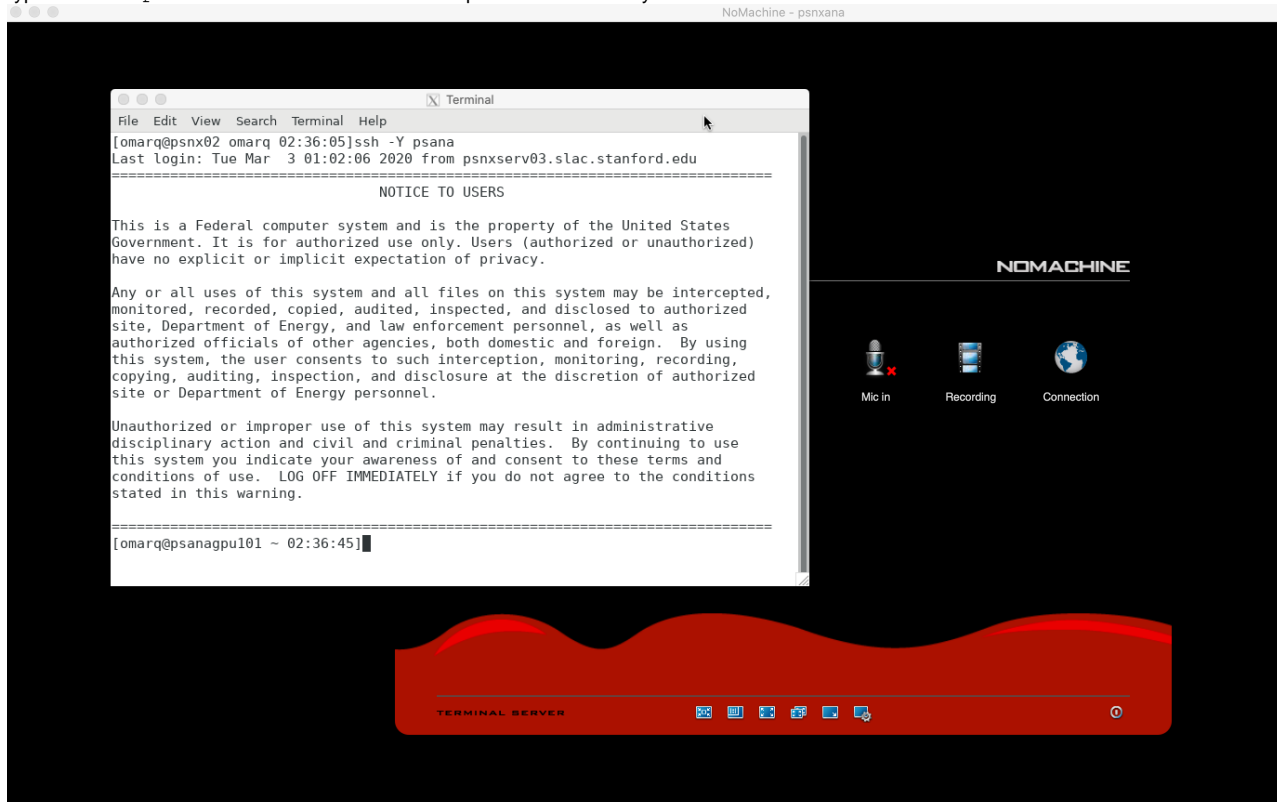 NoMachine - psnxana
Terminal
File Edit View Search Terminal Help
[omarq@psnx02 omarq 02:36:05]ssh -Y psana
Last login: Tue Mar  3 01:02:06 2020 from psnxserv03.slac.stanford.edu
===============================================================================
NOTICE TO USERS
This is a Federal computer system and is the property of the United States
Government. It is for authorized use only. Users (authorized or unauthorized)
have no explicit or implicit expectation of privacy.
Any or all uses of this system and all files on this system may be intercepted,
monitored, recorded, copied, audited, inspected, and disclosed to authorized
site, Department of Energy, and law enforcement personnel, as well as
authorized officials of other agencies, both domestic and foreign.  By using
this system, the user consents to such interception, monitoring, recording,
copying, auditing, inspection, and disclosure at the discretion of authorized
site or Department of Energy personnel.
Unauthorized or improper use of this system may result in administrative
disciplinary action and civil and criminal penalties.  By continuing to use
this system you indicate your awareness of and consent to these terms and
conditions of use.  LOG OFF IMMEDIATELY if you do not agree to the conditions
stated in this warning.
===============================================================================
[omarq@psanagpu101 ~ 02:36:45]
NOMACHINE
Mic in
Recording
Connection
TERMINAL SERVER